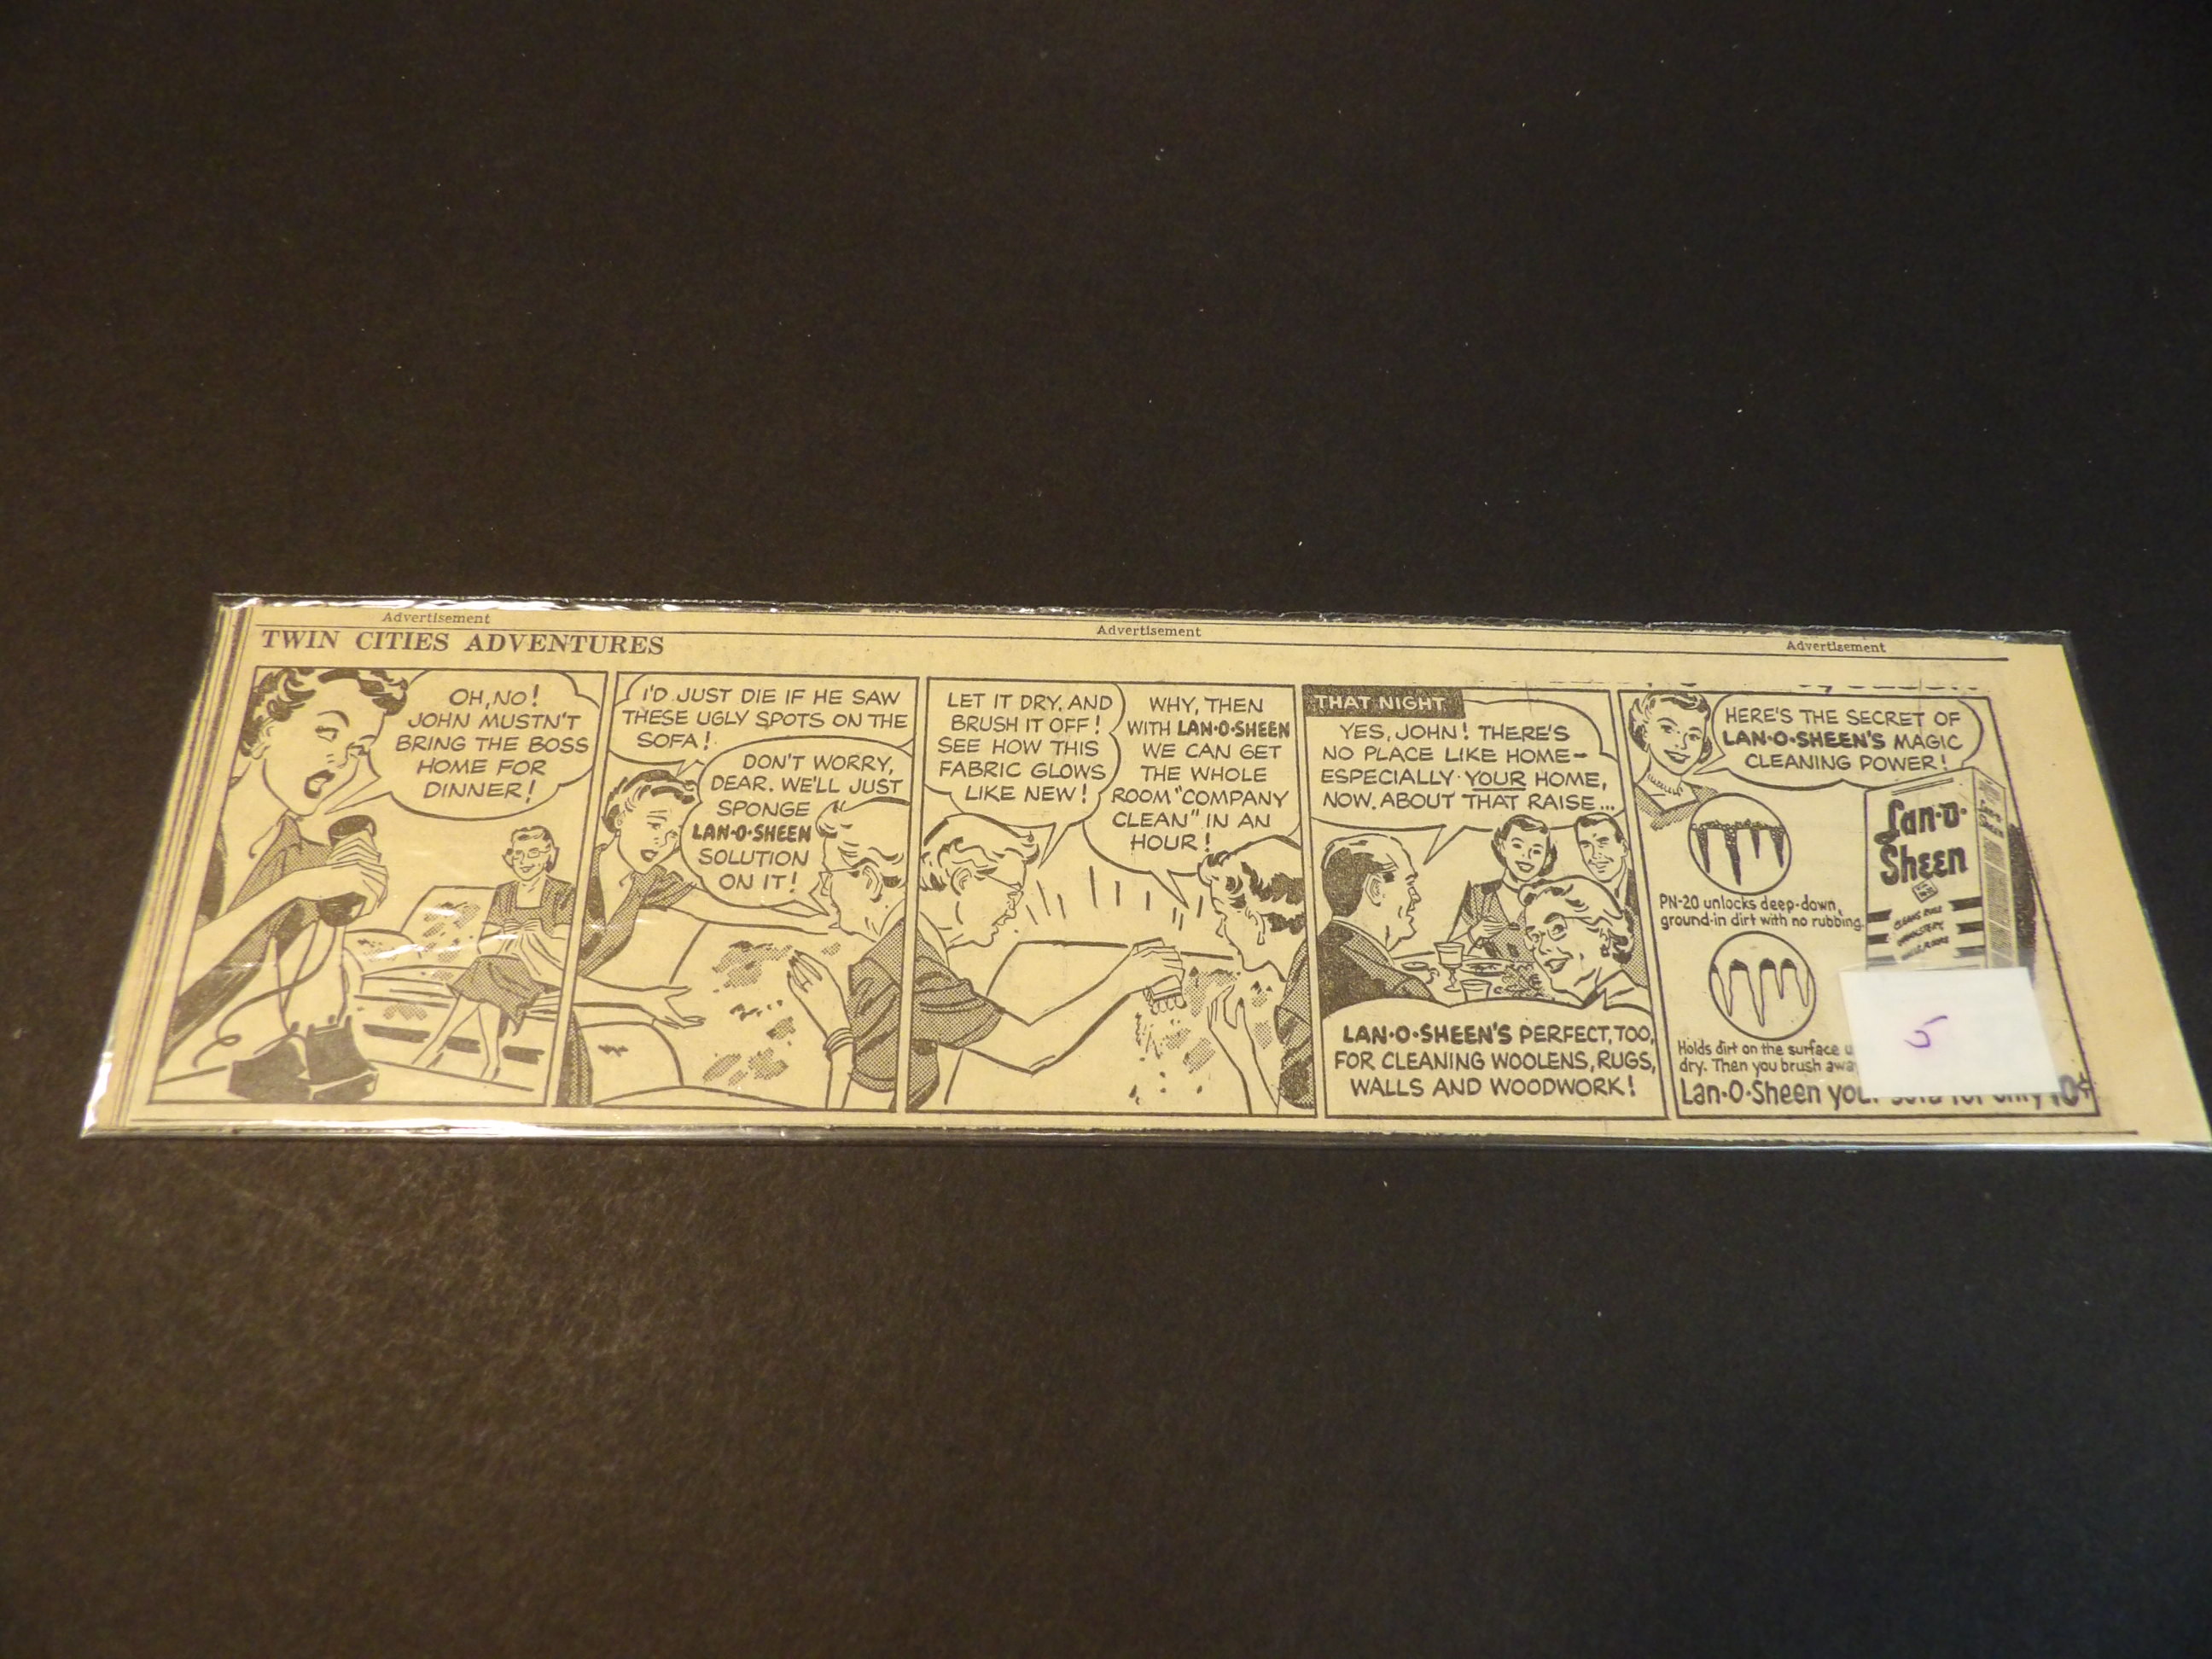 Advertisement
Advertisement
Advertisement
TWIN CITIES ADVENTURES
OH, NO!
JOHN MUSTN'T
BRING THE BOSS
HOME FOR
DINNER!
I'D JUST DIE IF HE SAW
THESE UGLY SPOTS ON THE
SOFA!
DON'T WORRY,
DEAR. WE'LL JUST
SPONGE
LAN-O-SHEEN
SOLUTION
ON IT!
LET IT DRY, AND
BRUSH IT OFF!
SEE HOW THIS
FABRIC GLOWS
LIKE NEW!
WHY, THEN
WITH LAN-O-SHEEN
WE CAN GET
THE WHOLE
ROOM "COMPANY
CLEAN" IN AN
HOUR!
THAT NIGHT
YES, JOHN! THERE'S
NO PLACE LIKE HOME-
ESPECIALLY YOUR HOME,
NOW. ABOUT THAT RAISE...
LAN-O-SHEEN'S PERFECT, TOO,
FOR CLEANING WOOLENS, RUGS,
WALLS AND WOODWORK!
HERE'S THE SECRET OF
LAN-O-SHEEN'S MAGIC
CLEANING POWER!
Lan-O-
Sheen
PN-20 unlocks deep-down,
ground-in dirt with no rubbing.
Holds dirt on the surface
dry. Then you brush
Lan-O-Sheen
5